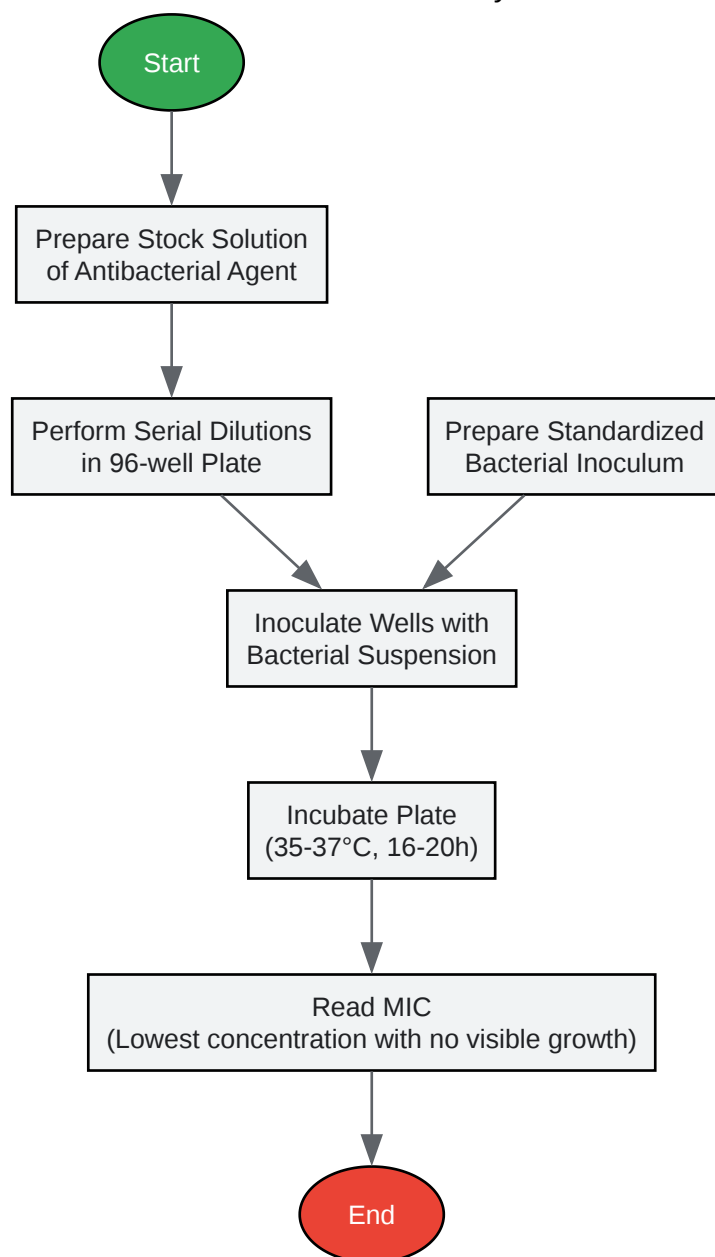 Start
Prepare Stock Solution
of Antibacterial Agent
Perform Serial Dilutions
in 96-well Plate
Prepare Standardized
Bacterial Inoculum
Inoculate Wells with
Bacterial Suspension
Incubate Plate
(35-37°C, 16-20h)
Read MIC
(Lowest concentration with no visible growth)
End